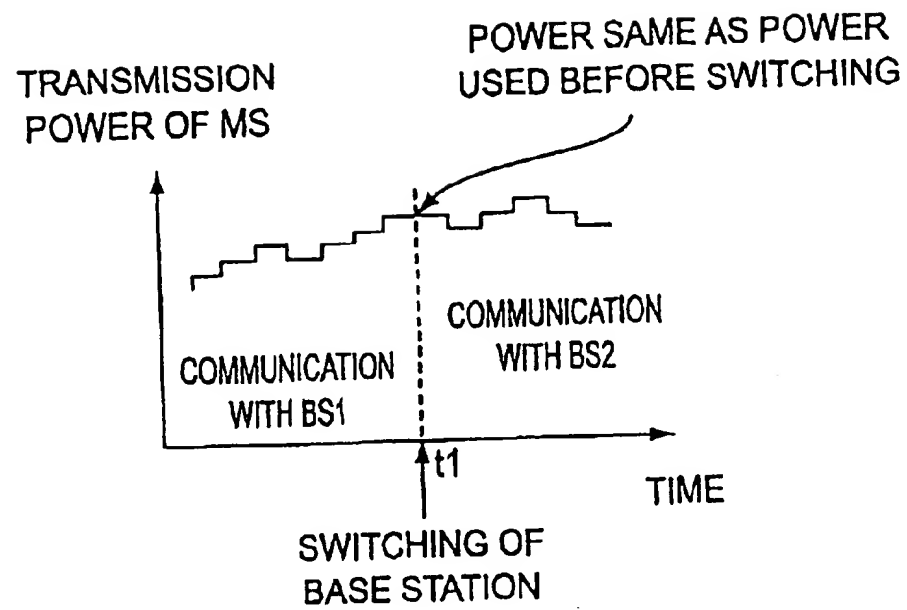 POWER SAME AS POWER
USED BEFORE SWITCHING
TRANSMISSION
POWER OF MS
COMMUNICATION
WITH BS1
COMMUNICATION
WITH BS2
t1
TIME
SWITCHING OF
BASE STATION